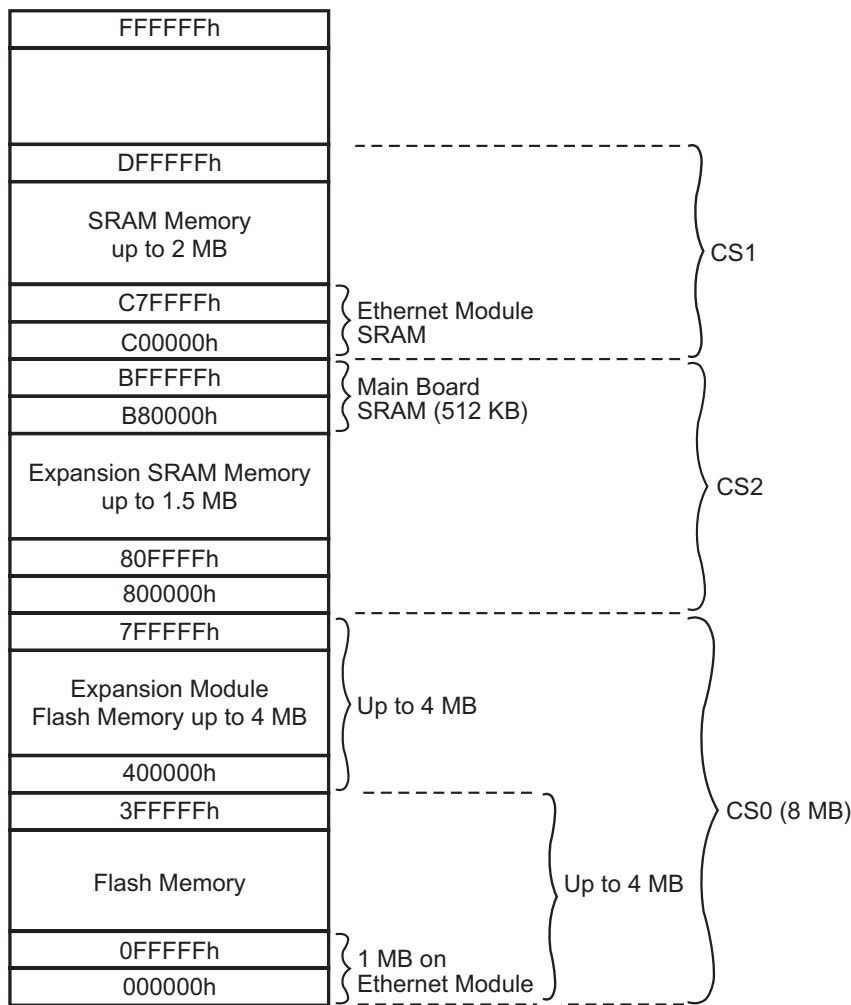 FFFFFFh
DFFFFFh
SRAM Memory
up to 2 MB
CS1
C7FFFFh
Ethernet Module
SRAM
C00000h
BFFFFFh
Main Board
SRAM (512 KB)
B80000h
Expansion SRAM Memory
up to 1.5 MB
CS2
80FFFFh
800000h
7FFFFFh
Expansion Module
Flash Memory up to 4 MB
Up to 4 MB
400000h
3FFFFFh
CS0 (8 MB)
Flash Memory
Up to 4 MB
0FFFFFh
1 MB on
Ethernet Module
000000h